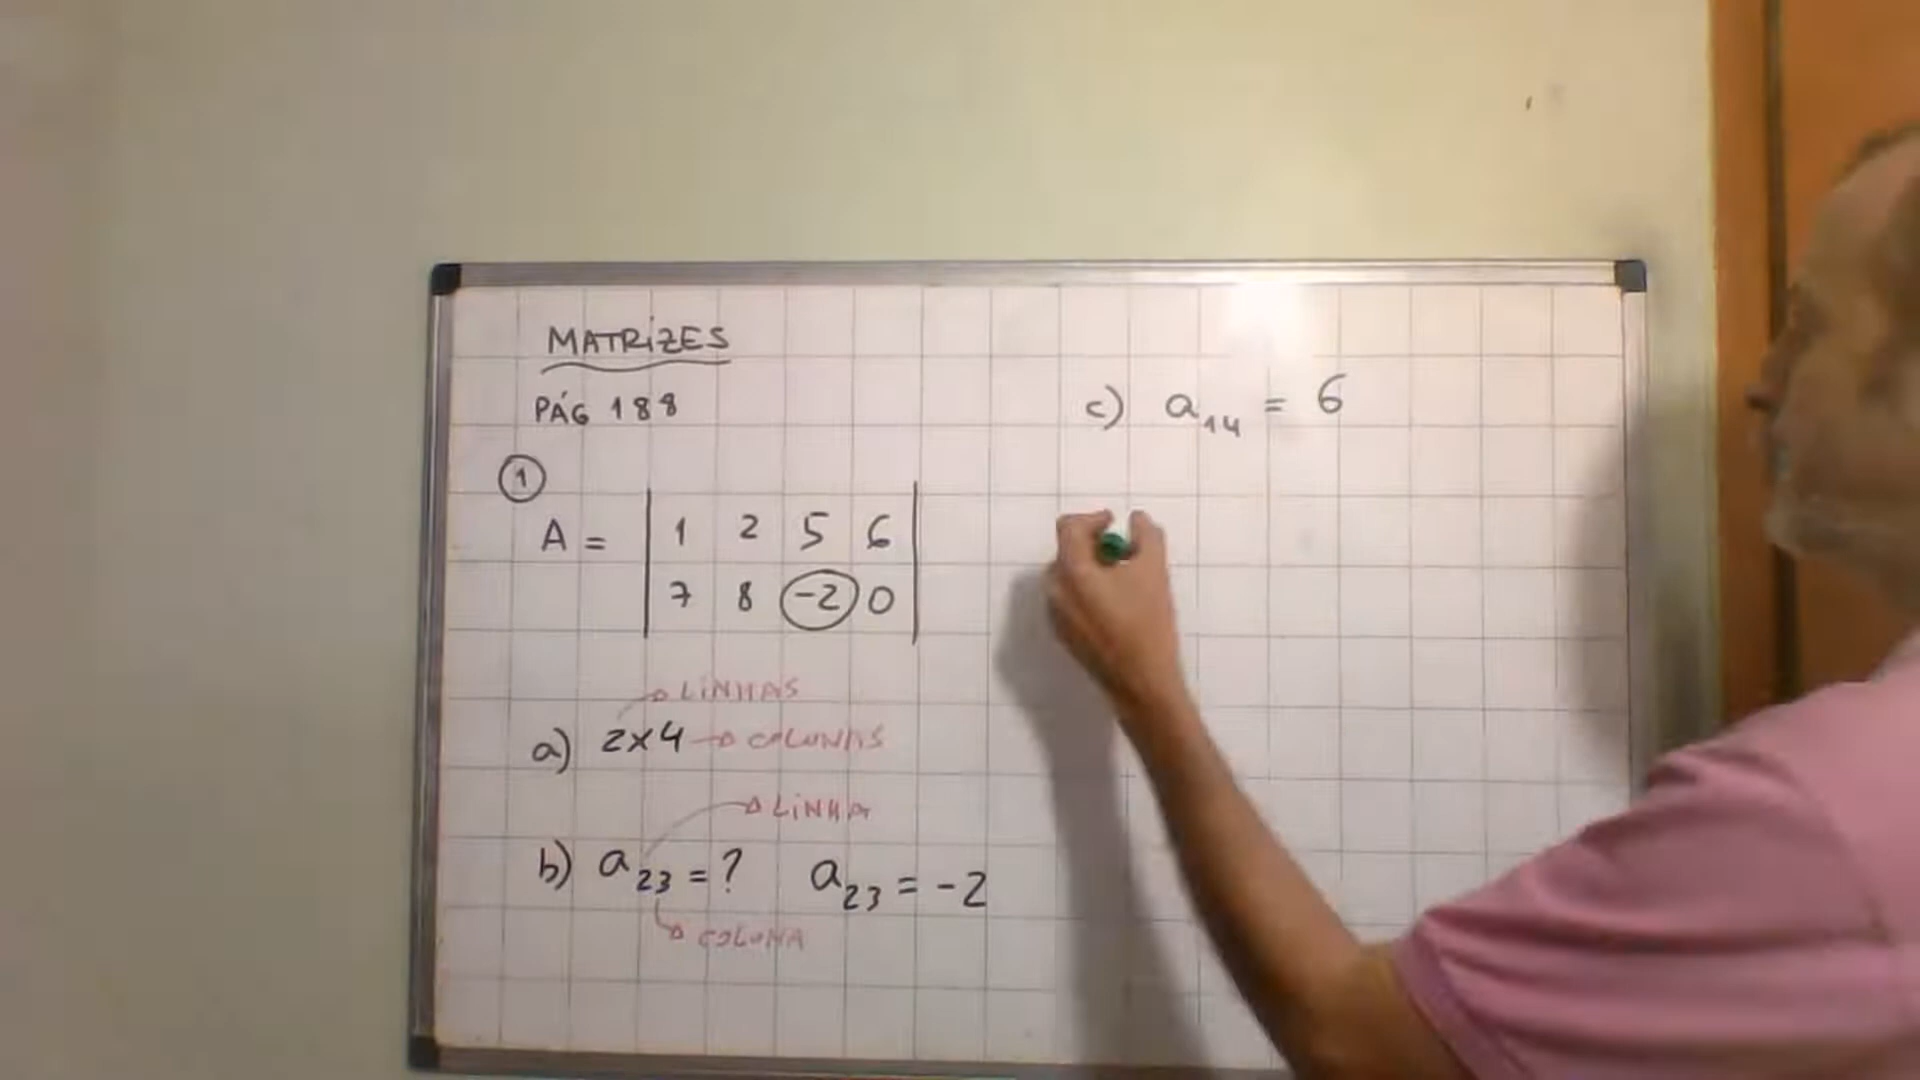 MATRIZES
PÁG 188
1
A = | 1 2 5 6 |
| 7 8 -2 0 |
LINHAS
a) 2x4 → COLUNAS
LINHA
b) a23 = ? a23 = -2
COLUNA
c) a14 = 6